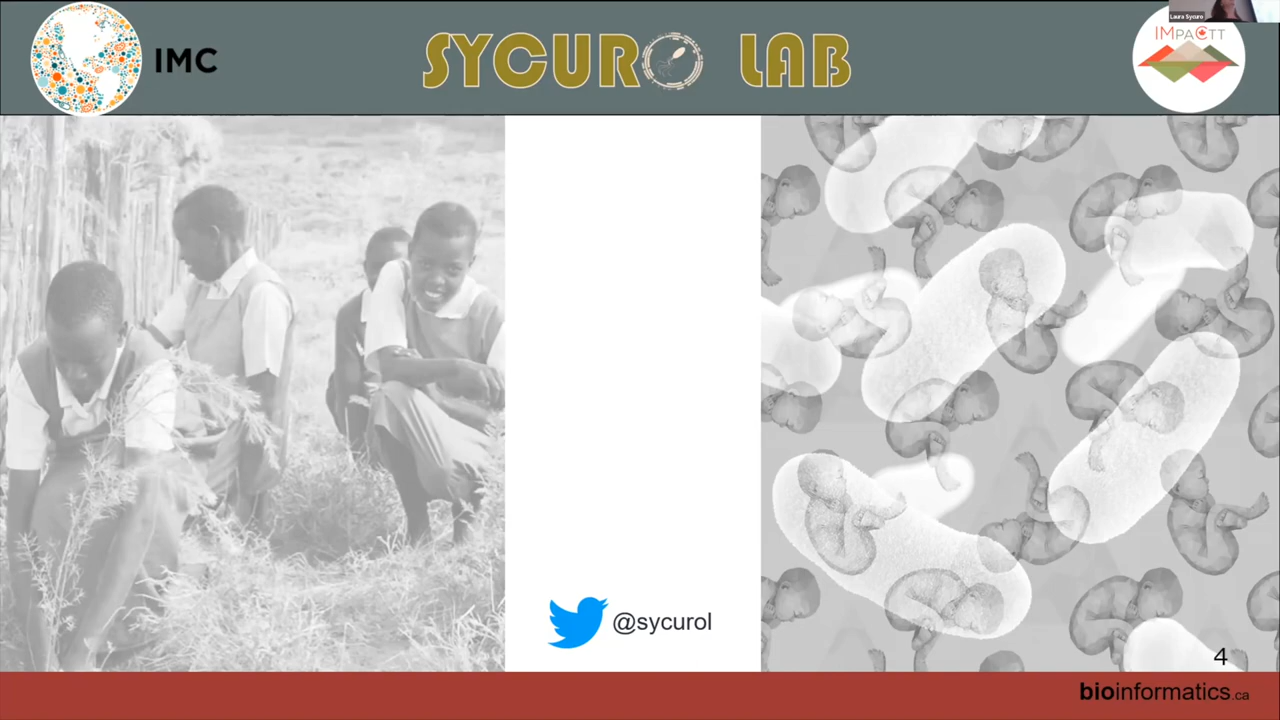 Laura Sycuro
IMC
SYCURO LAB
IMPACTT
@sycurol
4
bioinformatics.ca